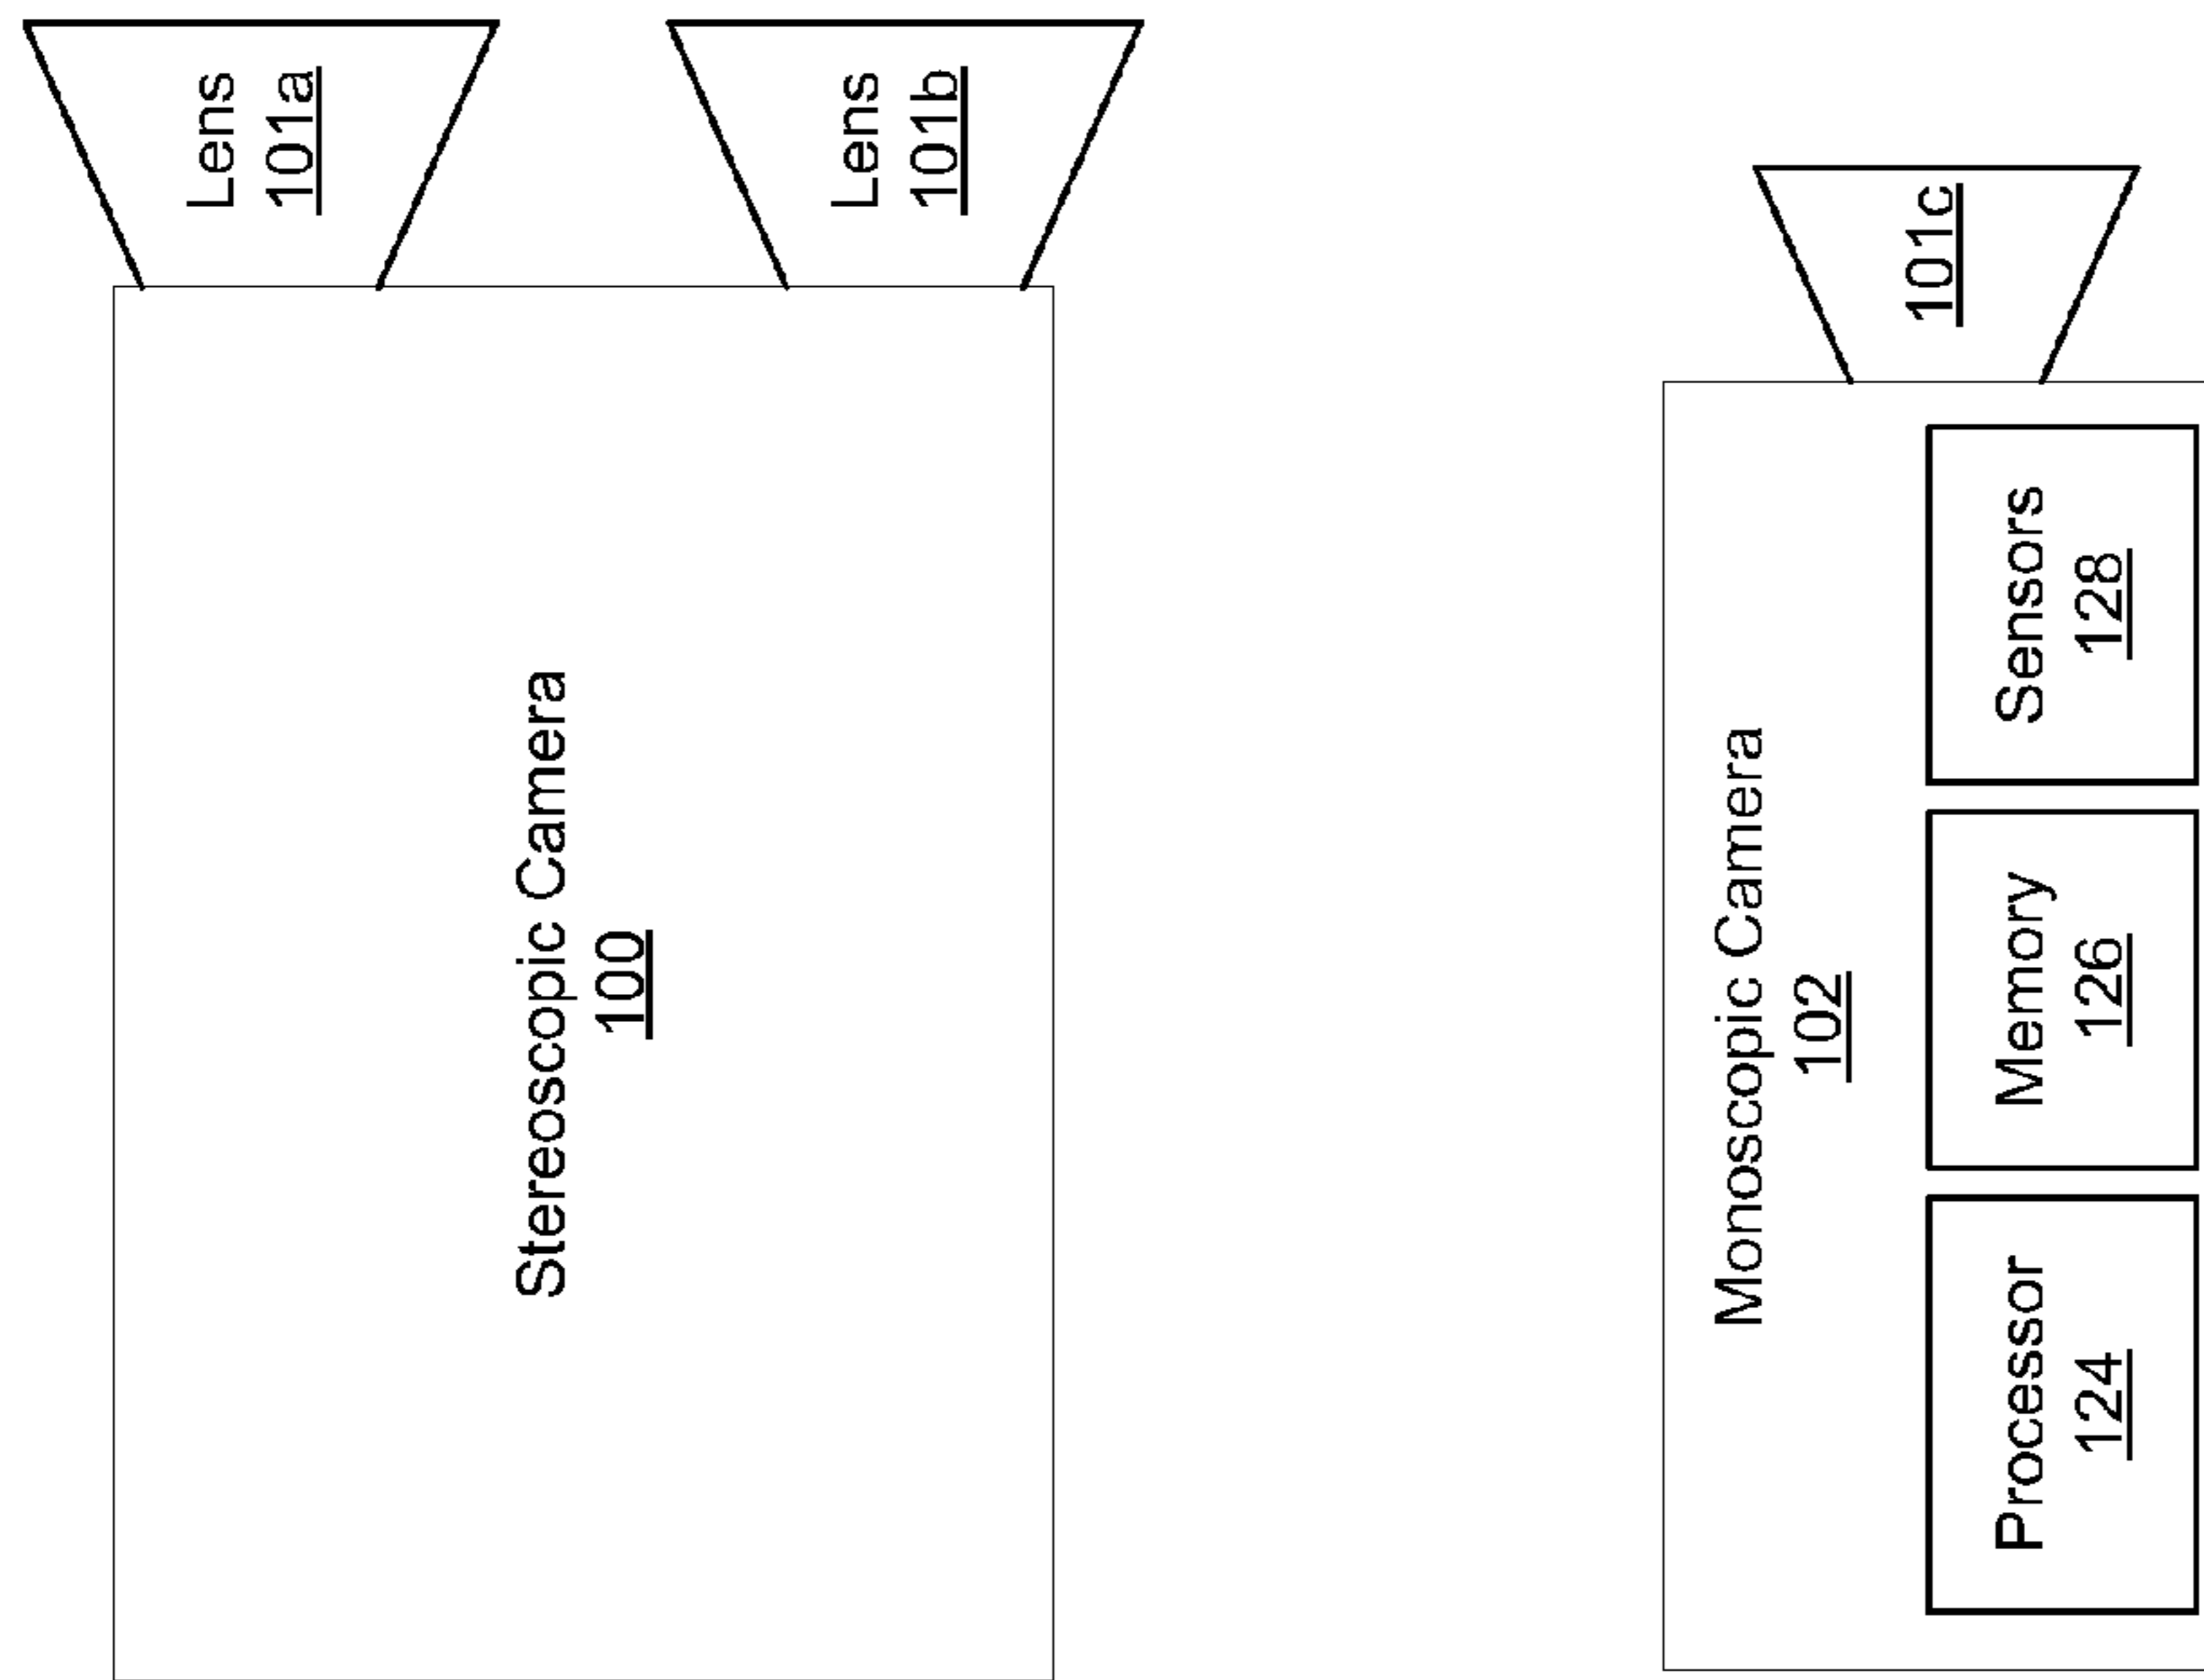 Lens
101a
Lens
101b
Stereoscopic Camera
100
101c
Monoscopic Camera
102
Processor
124
Memory
126
Sensors
128